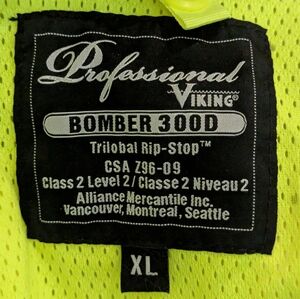 Professional
VIKING®
BOMBER 300D
Trilobal Rip-Stop™
CSA Z96-09
Class 2 Level 2/Classe 2 Niveau 2
Alliance Mercantile Inc.
Vancouver, Montreal, Seattle
XL